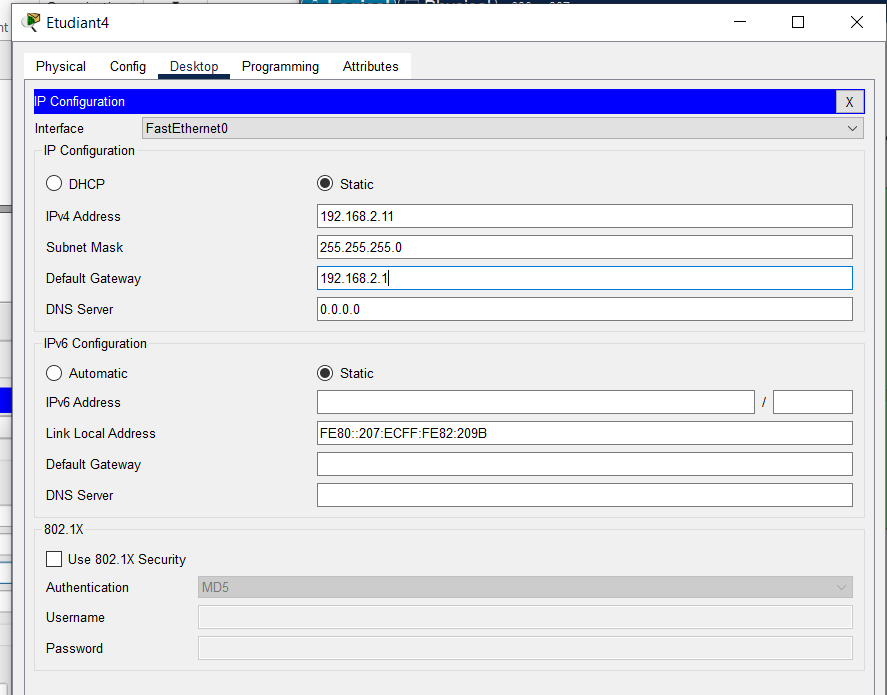 Etudiant4
Physical Config Desktop Programming Attributes
IP Configuration X
Interface FastEthernet0
IP Configuration
DHCP Static
IPv4 Address 192.168.2.11
Subnet Mask 255.255.255.0
Default Gateway 192.168.2.1
DNS Server 0.0.0.0
IPv6 Configuration
Automatic Static
IPv6 Address /
Link Local Address FE80::207:ECFF:FE82:209B
Default Gateway
DNS Server
802.1X
Use 802.1X Security
Authentication MD5
Username
Password